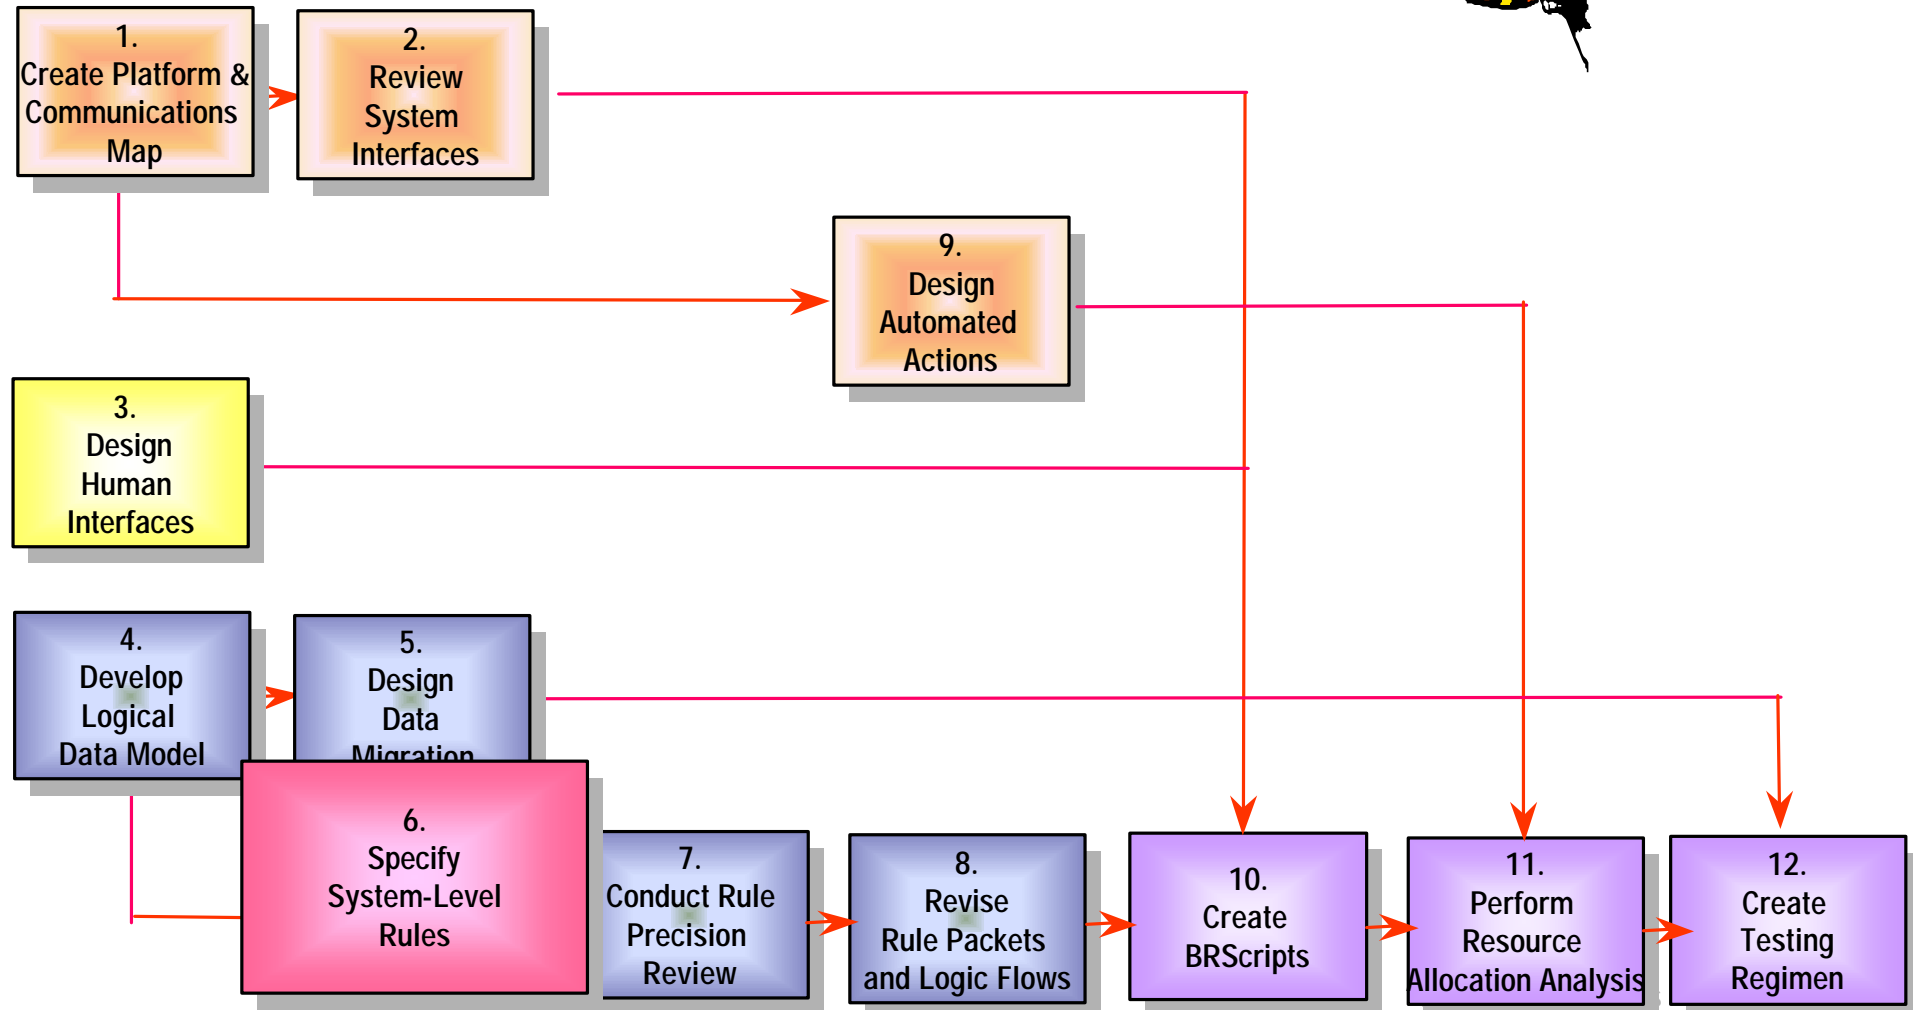 1.
Create Platform &
Communications
Map
2.
Review
System
Interfaces
9.
Design
Automated
Actions
3.
Design
Human
Interfaces
4.
Develop
Logical
Data Model
5.
Design
Data
Migration
6.
Specify
System-Level
Rules
7.
Conduct Rule
Precision
Review
8.
Revise
Rule Packets
and Logic Flows
10.
Create
BRScripts
11.
Perform
Resource
Allocation Analysis
12.
Create
Testing
Regimen